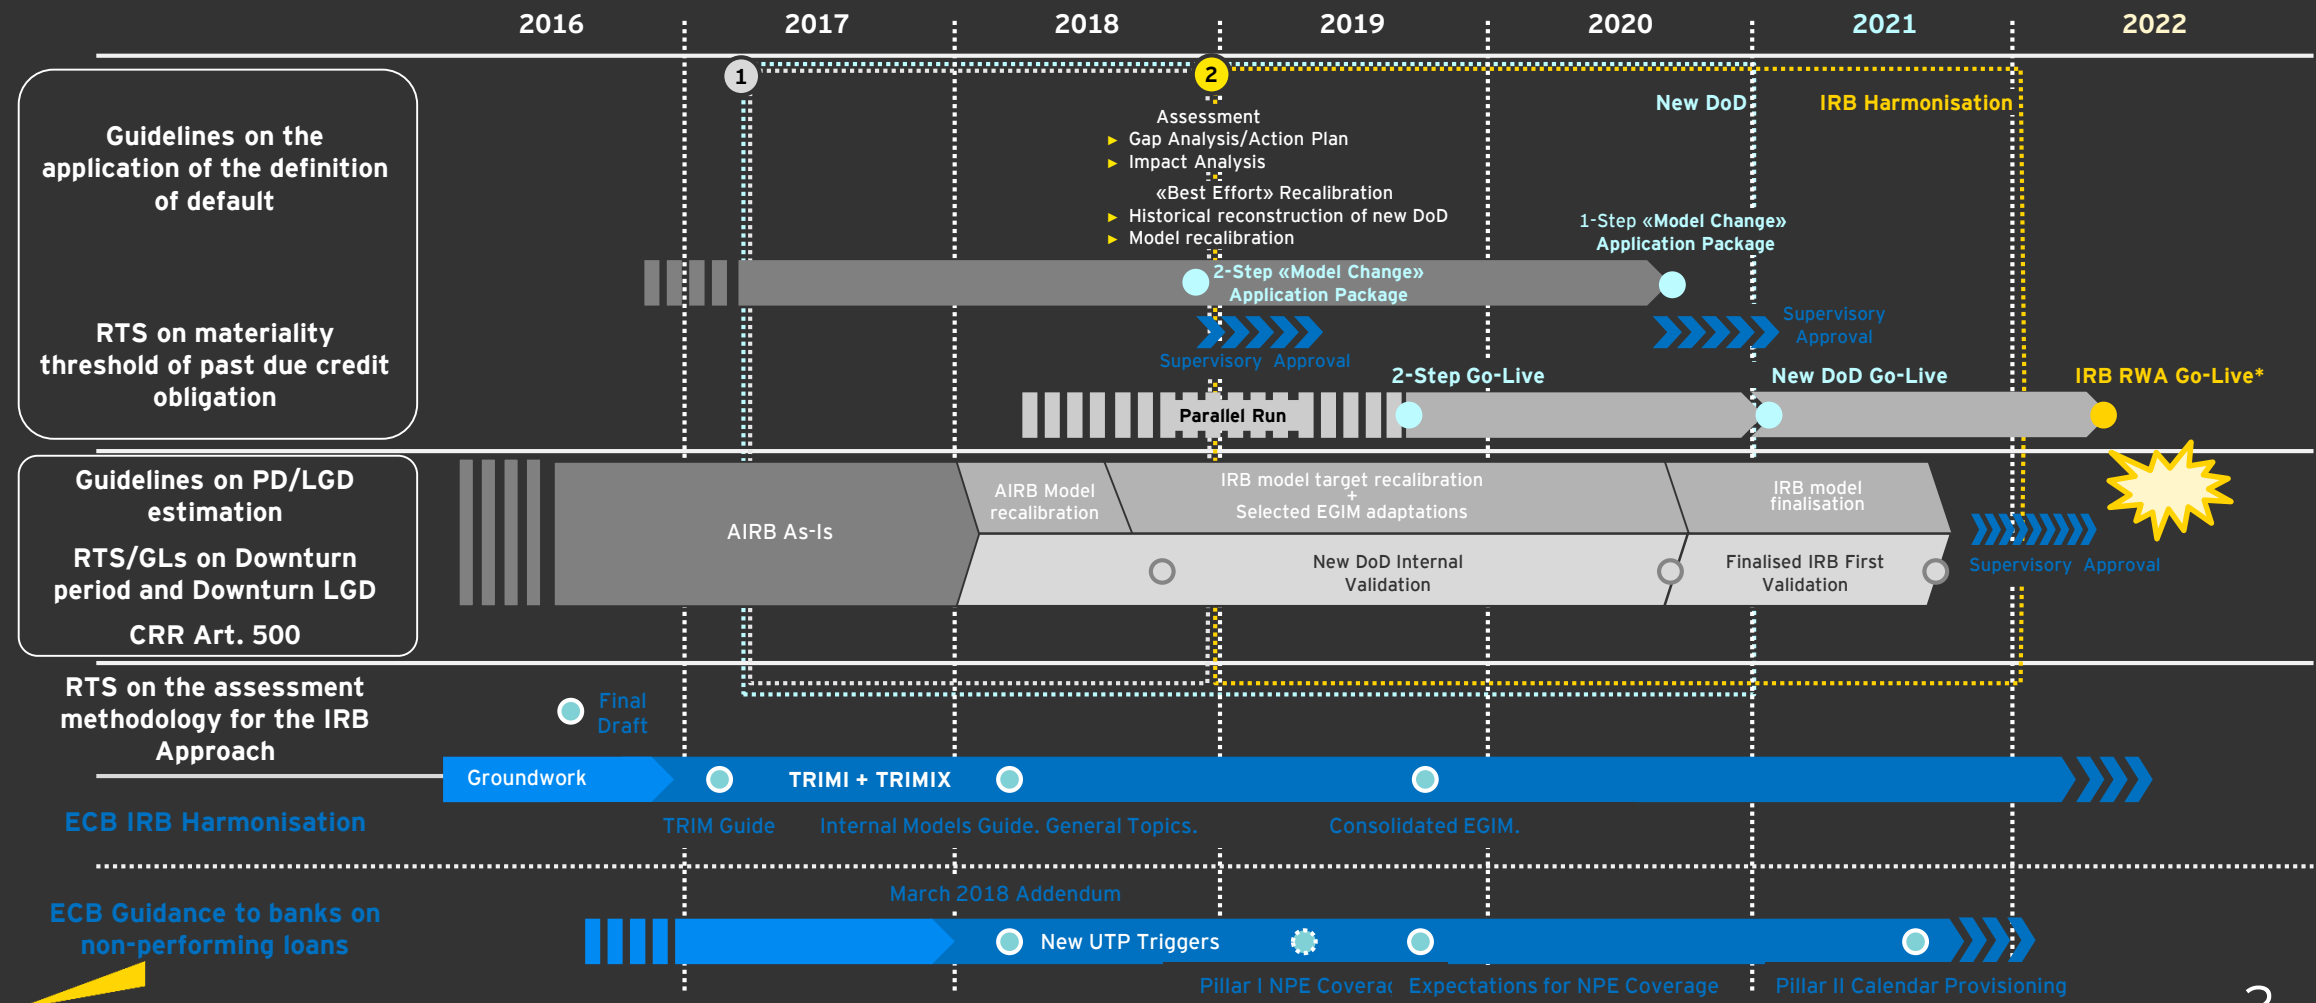 2016 2017 2018 2019 2020 2021 2022
1
2
New DoD
IRB Harmonisation
Guidelines on the
application of the definition
of default
RTS on materiality
threshold of past due credit
obligation
Assessment
► Gap Analysis/Action Plan
► Impact Analysis
«Best Effort» Recalibration
► Historical reconstruction of new DoD
► Model recalibration
1-Step «Model Change»
Application Package
2-Step «Model Change»
Application Package
Supervisory Approval
Supervisory
Approval
2-Step Go-Live
New DoD Go-Live
IRB RWA Go-Live*
Parallel Run
Guidelines on PD/LGD
estimation
RTS/GLs on Downturn
period and Downturn LGD
CRR Art. 500
AIRB As-Is
AIRB Model
recalibration
IRB model target recalibration
+
Selected EGIM adaptations
IRB model
finalisation
New DoD Internal
Validation
Finalised IRB First
Validation
Supervisory Approval
RTS on the assessment
methodology for the IRB
Approach
Final
Draft
Groundwork
TRIMI + TRIMIX
ECB IRB Harmonisation
TRIM Guide
Internal Models Guide. General Topics.
Consolidated EGIM.
March 2018 Addendum
ECB Guidance to banks on
non-performing loans
New UTP Triggers
Pillar I NPE
Expectations for NPE Coverage
Pillar II Calendar Provisioning